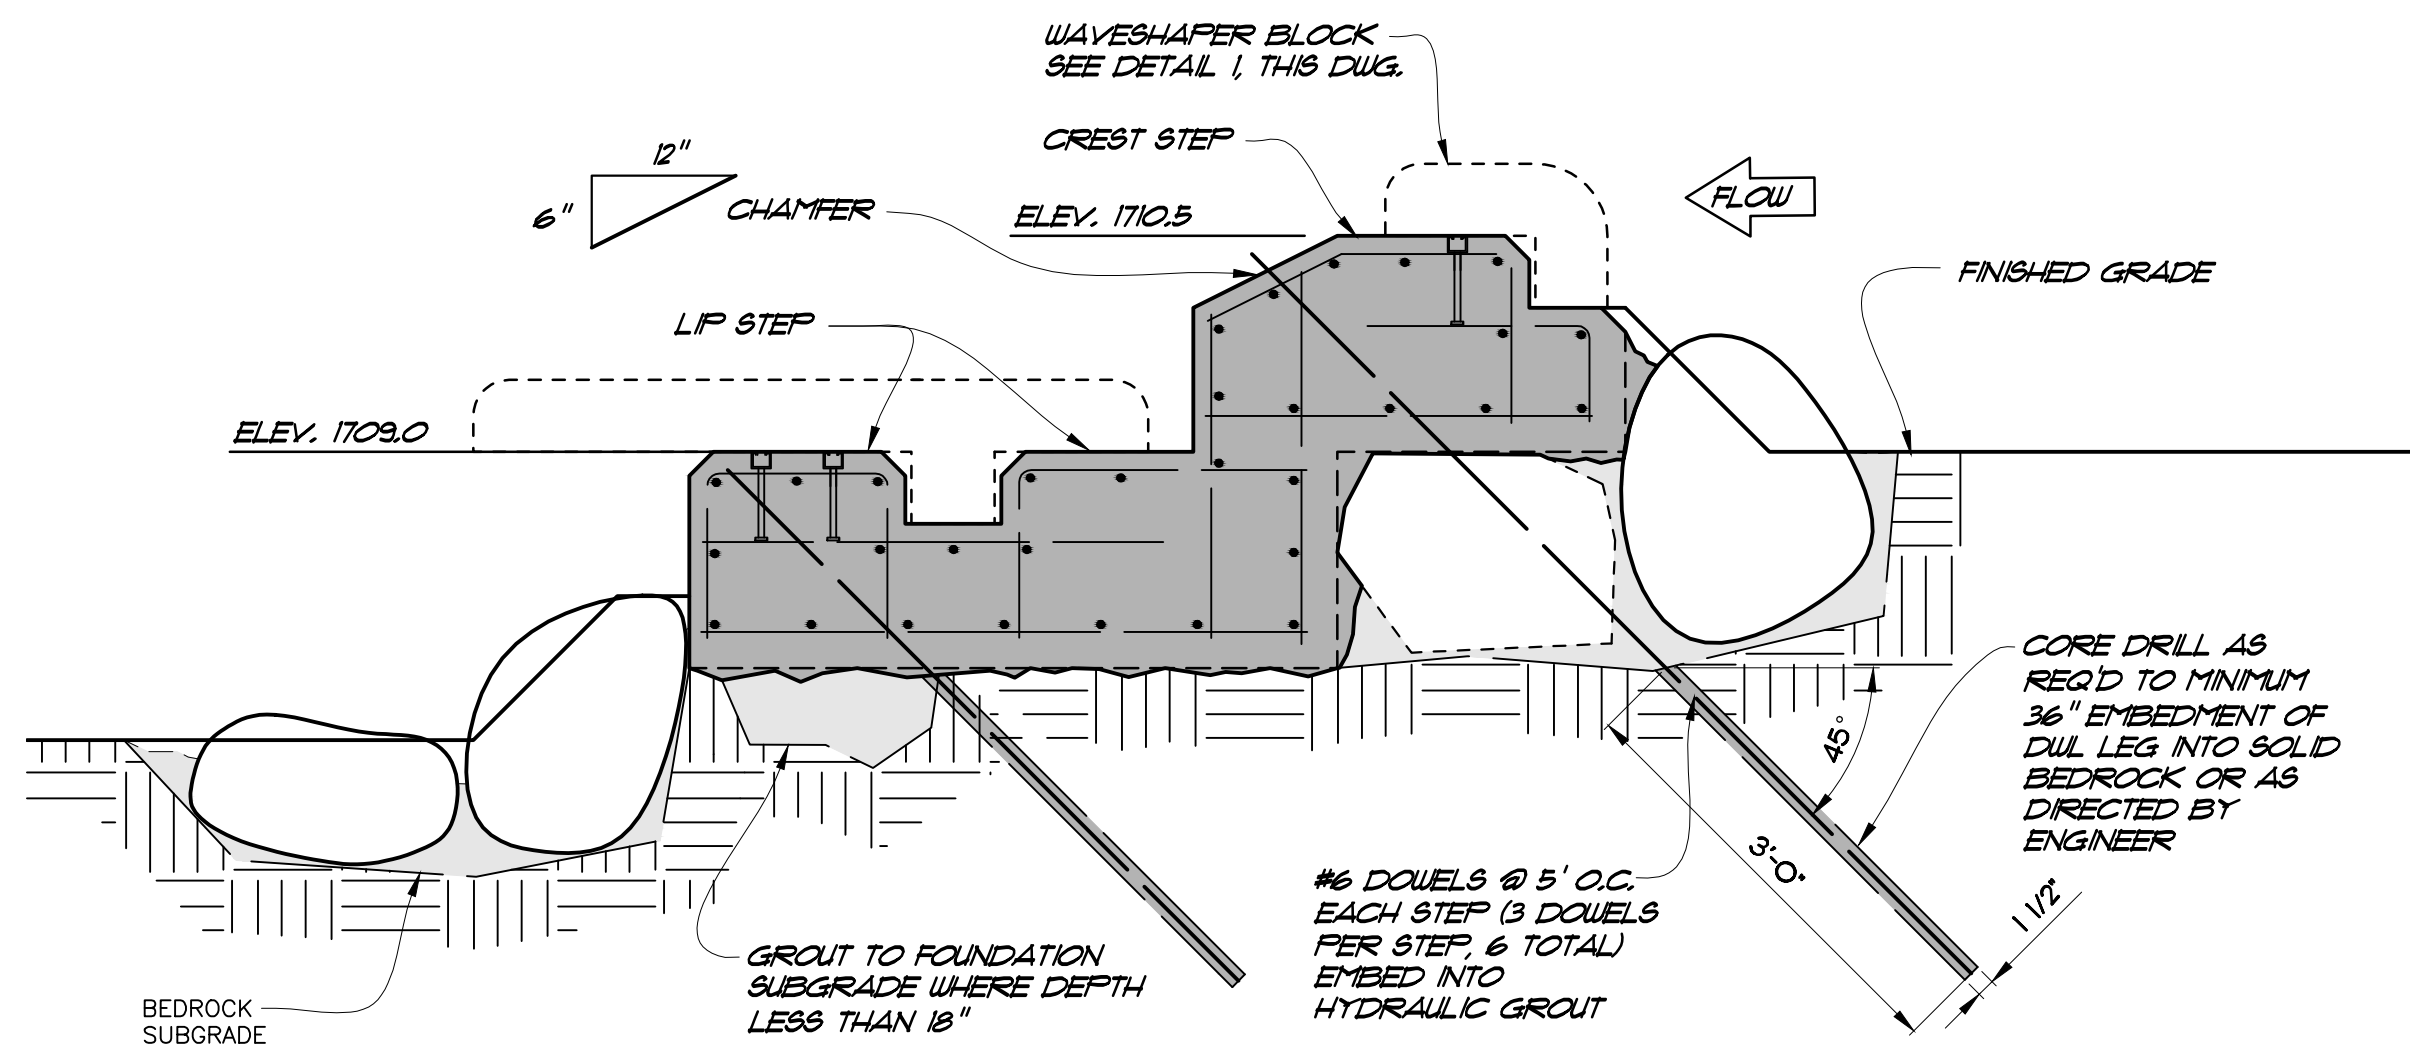 WAVESHAPER BLOCK
SEE DETAIL 1, THIS DWG.
CREST STEP
12"
6"
CHAMFER
ELEV. 1710.5
FLOW
FINISHED GRADE
LIP STEP
ELEV. 1709.0
CORE DRILL AS
REQ'D TO MINIMUM
36" EMBEDMENT OF
DWL LEG INTO SOLID
BEDROCK OR AS
DIRECTED BY
ENGINEER
45°
3'-0"
1 1/2"
#6 DOWELS @ 5' O.C.
EACH STEP (3 DOWELS
PER STEP, 6 TOTAL)
EMBED INTO
HYDRAULIC GROUT
GROUT TO FOUNDATION
SUBGRADE WHERE DEPTH
LESS THAN 18"
BEDROCK
SUBGRADE